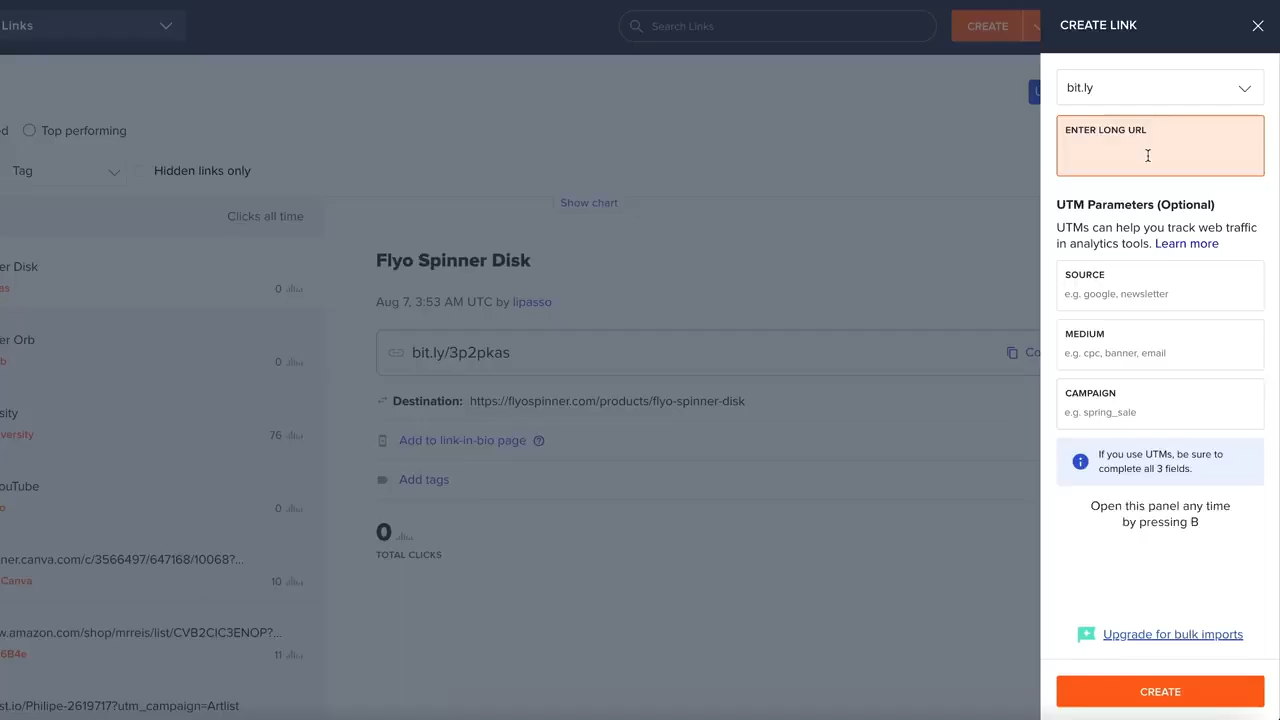 Links
Search Links
CREATE
CREATE LINK
bit.ly
ENTER LONG URL
UTM Parameters (Optional)
UTMs can help you track web traffic
in analytics tools. Learn more
SOURCE
e.g. google, newsletter
MEDIUM
e.g. cpc, banner, email
CAMPAIGN
e.g. spring_sale
If you use UTMs, be sure to
complete all 3 fields.
Open this panel any time
by pressing B
Upgrade for bulk imports
CREATE
d Top performing
Tag
Hidden links only
Clicks all time
er Disk
as
0
er Orb
b
0
sity
versity
76
ouTube
o
0
ner.canva.com/c/3566497/647168/10068?...
Canva
10
w.amazon.com/shop/mrreis/list/CVB2CIC3ENOP?...
6B4e
11
st.io/Philipe-2619717?utm_campaign=Artlist
Show chart
Flyo Spinner Disk
Aug 7, 3:53 AM UTC by lipasso
bit.ly/3p2pkas
Co
Destination: https://flyospinner.com/products/flyo-spinner-disk
Add to link-in-bio page
Add tags
0
TOTAL CLICKS